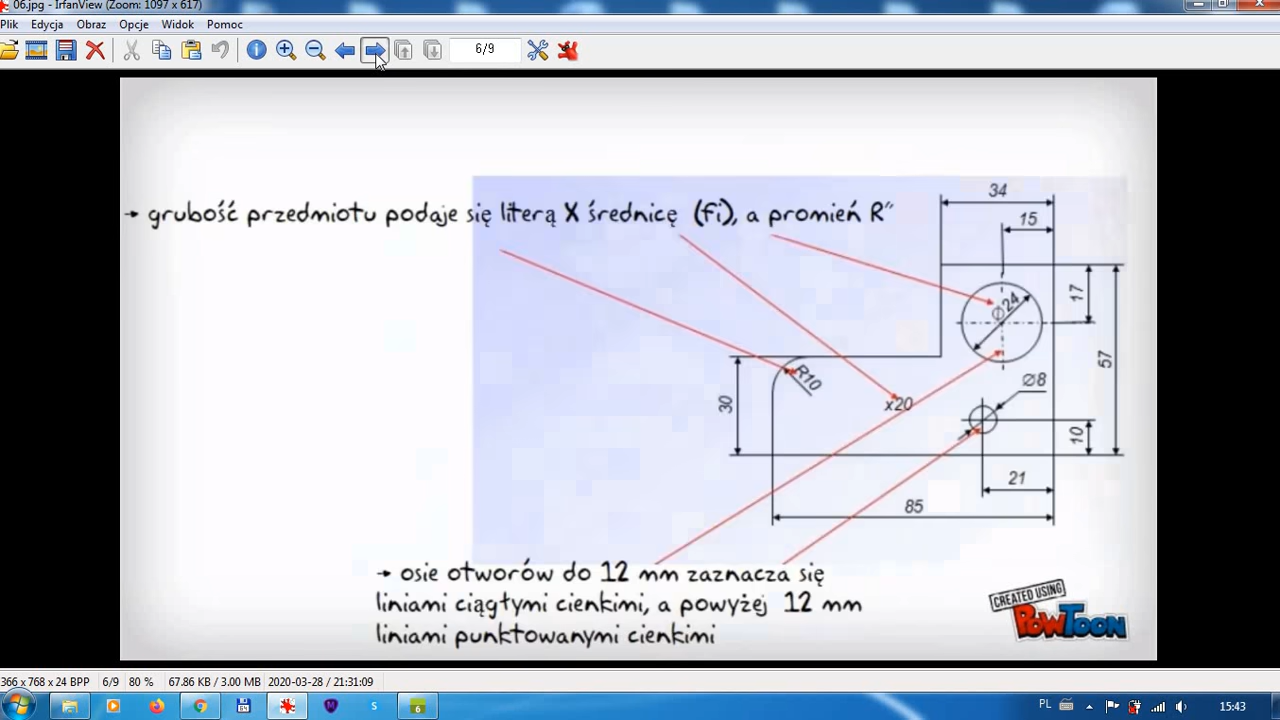 06.jpg - IrfanView (Zoom: 1097 x 617)
Plik Edycja Obraz Opcje Widok Pomoc
6/9
→ grubość przedmiotu podaje się literą X średnicę (fi), a promień R"
34
15
⌀24
17
57
R10
30
x20
⌀8
10
21
85
→ osie otworów do 12 mm zaznacza się
liniami ciągłymi cienkimi, a powyżej 12 mm
liniami punktowanymi cienkimi
CREATED USING
PowToon
366 x 768 x 24 BPP 6/9 80 % 67.86 KB / 3.00 MB 2020-03-28 / 21:31:09
PL 15:43